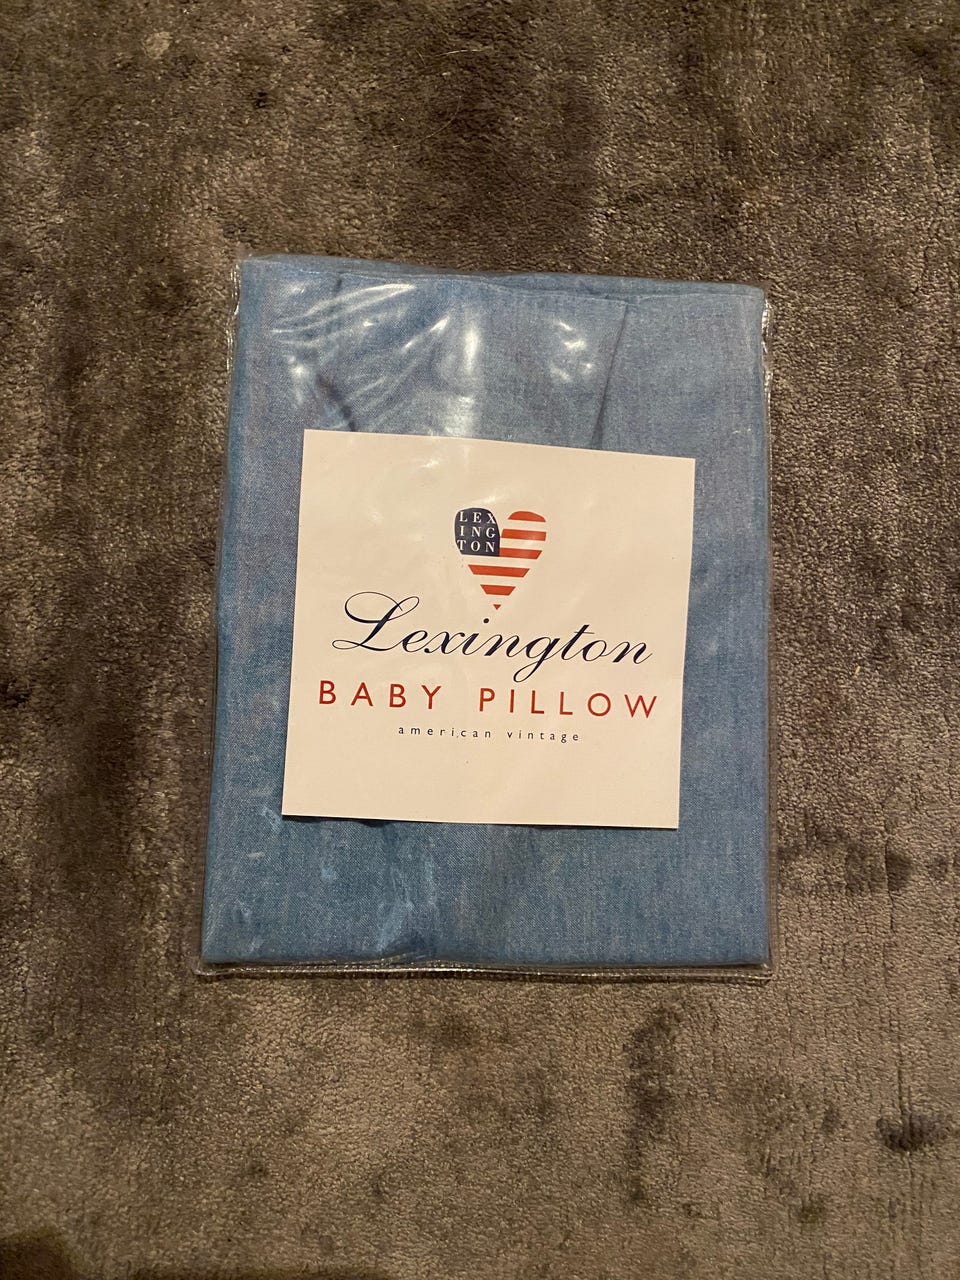 LEX
ING
TON
Lexington
BABY PILLOW
american vintage